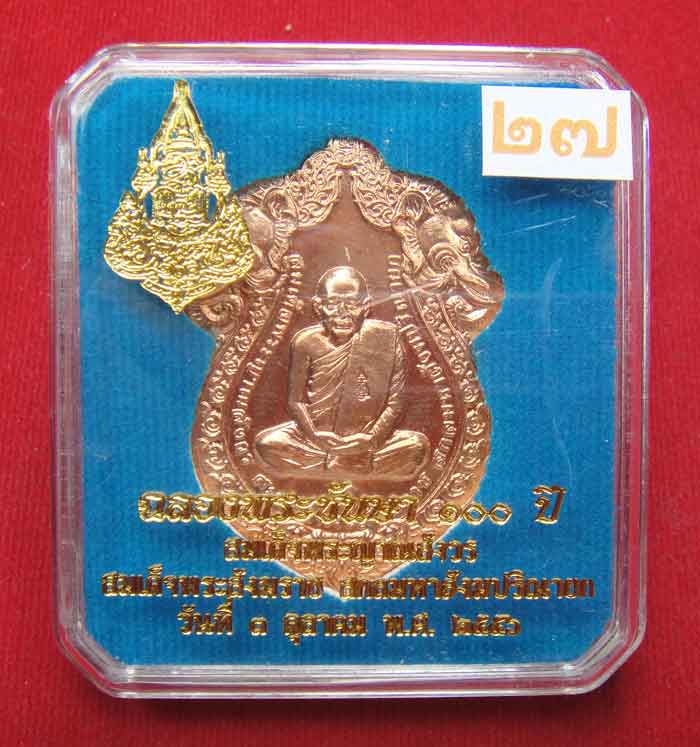 ๒๗
ฉลองพระชันษา ๑๐๐ ปี
สมเด็จพระญาณสังวร
สมเด็จพระสังฆราช สกลมหาสังฆปริณายก
วันที่ ๓ ตุลาคม พ.ศ. ๒๕๕๖